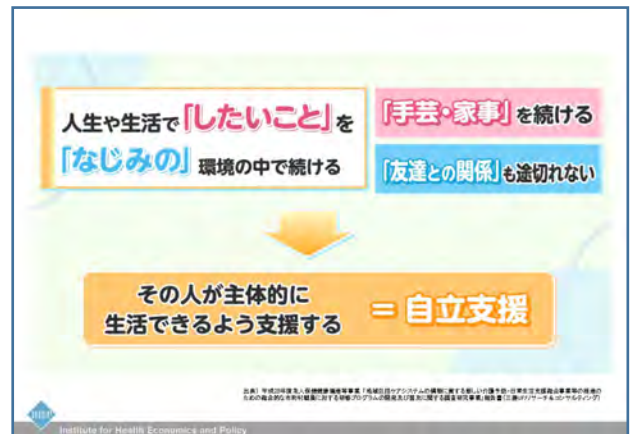 人生や生活で「したいこと」を
「なじみの」環境の中で続ける
「手芸・家事」を続ける
「友達との関係」も途切れない
その人が主体的に
生活できるよう支援する
＝自立支援
IHEP
Institute for Health Economics and Policy